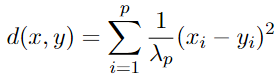 d(x, y) = \sum_{i=1}^{p} \frac{1}{\lambda_p} (x_i - y_i)^2